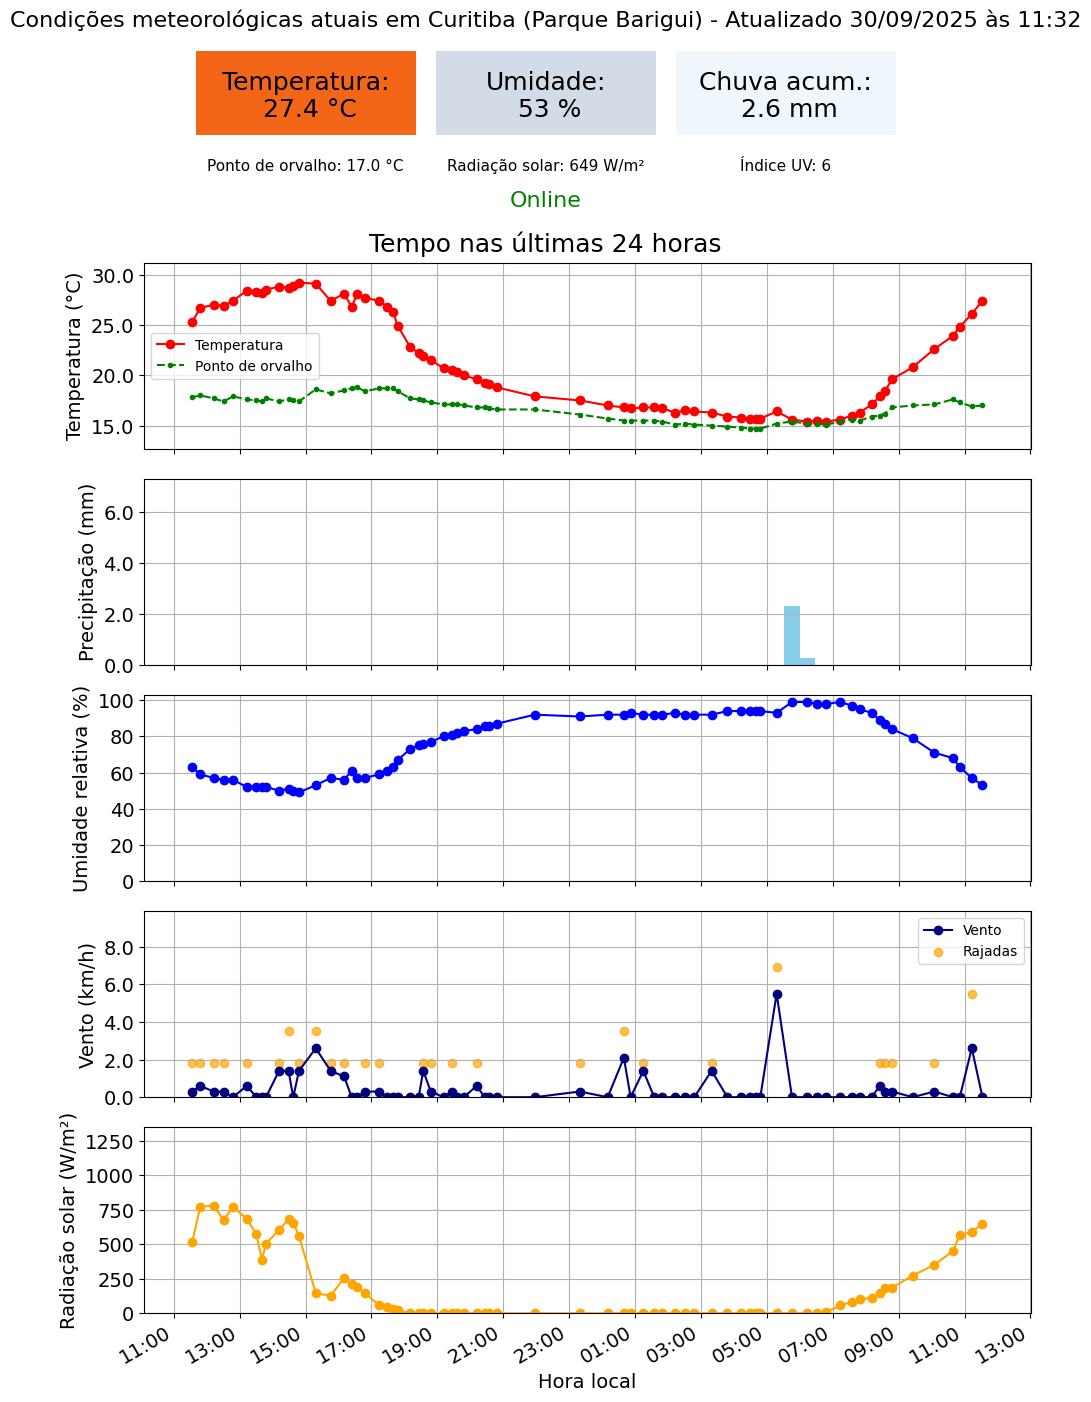 Condições meteorológicas atuais em Curitiba (Parque Barigui) - Atualizado 30/09/2025 às 11:32
Temperatura:
27.4 °C
Umidade:
53 %
Chuva acum.:
2.6 mm
Ponto de orvalho: 17.0 °C
Radiação solar: 649 W/m²
Índice UV: 6
Online
Tempo nas últimas 24 horas
Temperatura (°C)
30.0
25.0
20.0
15.0
Temperatura
Ponto de orvalho
Precipitação (mm)
6.0
4.0
2.0
0.0
Umidade relativa (%)
100
80
60
40
20
0
Vento (km/h)
8.0
6.0
4.0
2.0
0.0
Vento
Rajadas
Radiação solar (W/m²)
1250
1000
750
500
250
0
11:00
13:00
15:00
17:00
19:00
21:00
23:00
01:00
03:00
05:00
07:00
09:00
11:00
13:00
Hora local